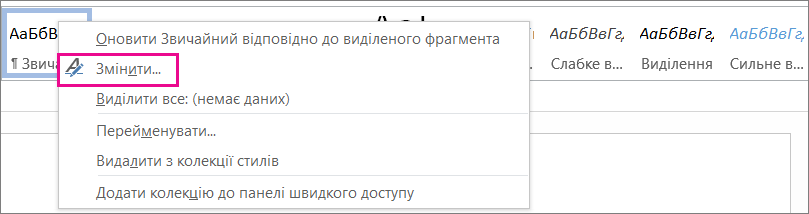 АаБб
АаБбВвГг,
АаБбВвГг,
АаБбВвГг,
¶ Звича
Слабке в...
Виділення
Сильне в...
Оновити Звичайний відповідно до виділеного фрагмента
Змінити...
Виділити все: (немає даних)
Перейменувати...
Видалити з колекції стилів
Додати колекцію до панелі швидкого доступу